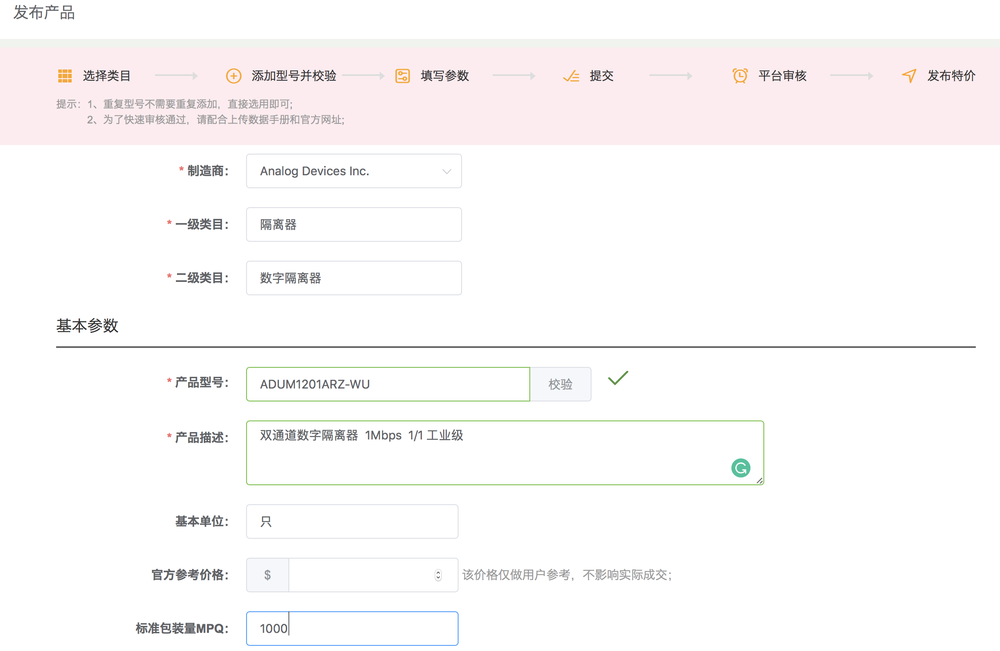 发布产品
选择类目 添加型号并校验 填写参数 提交 平台审核 发布特价
提示：1、重复型号不需要重复添加，直接选用即可;
2、为了快速审核通过，请配合上传数据手册和官方网址;
* 制造商： Analog Devices Inc.
* 一级类目： 隔离器
* 二级类目： 数字隔离器
基本参数
* 产品型号： ADUM1201ARZ-WU 校验
* 产品描述： 双通道数字隔离器 1Mbps 1/1 工业级
基本单位： 只
官方参考价格： $ 该价格仅做用户参考，不影响实际成交；
标准包装量MPQ： 1000